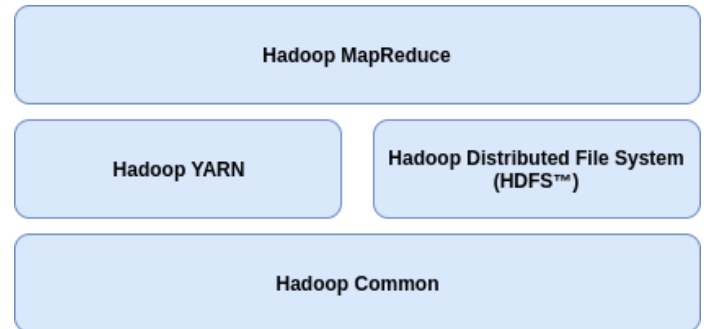 Hadoop MapReduce
Hadoop YARN
Hadoop Distributed File System
(HDFS™)
Hadoop Common